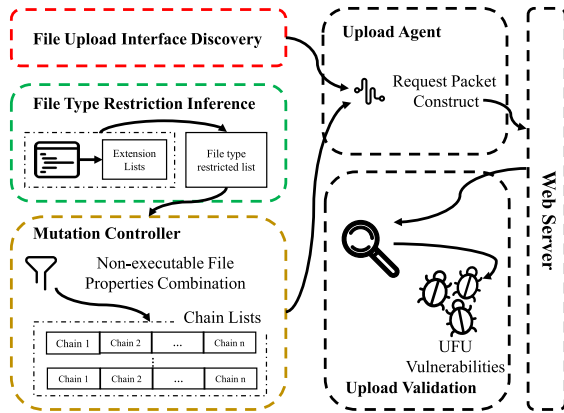 File Upload Interface Discovery
File Type Restriction Inference
Extension
Lists
File type
restricted list
Mutation Controller
Non-executable File
Properties Combination
Chain Lists
Chain 1 Chain 2 ... Chain n
⋮
Chain 1 Chain 2 ... Chain n
Upload Agent
Request Packet
Construct
UFU
Vulnerabilities
Upload Validation
Web Server